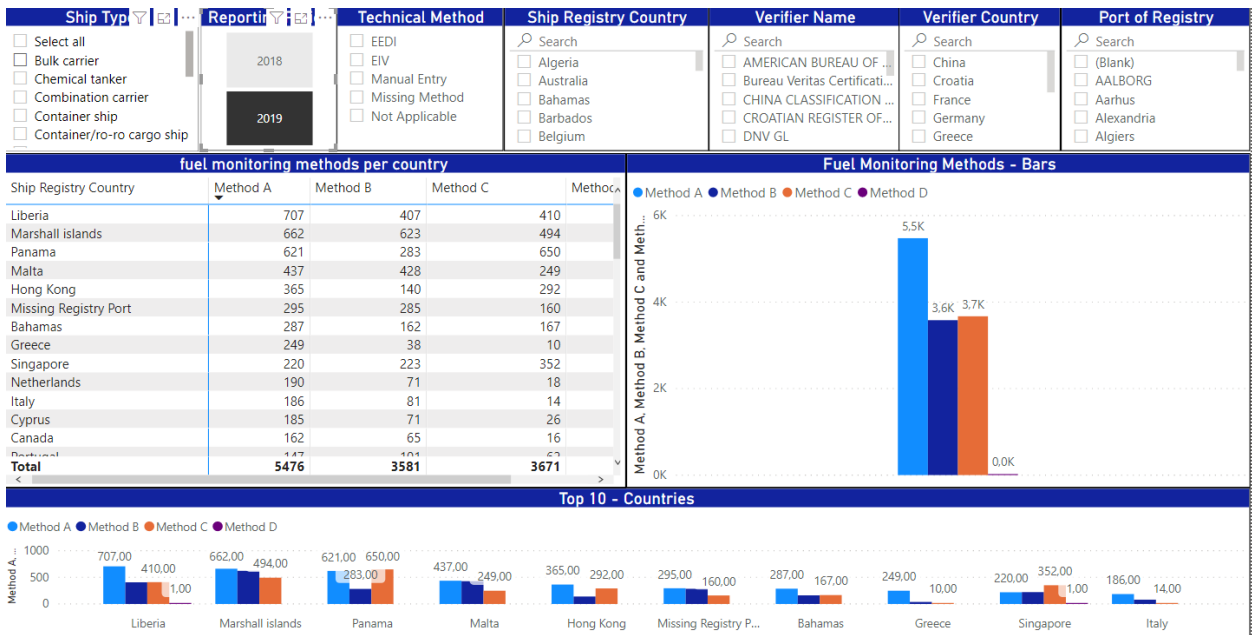 Ship Typ
Reportin
Technical Method
Ship Registry Country
Verifier Name
Verifier Country
Port of Registry
Select all
Bulk carrier
Chemical tanker
Combination carrier
Container ship
Container/ro-ro cargo ship
2018
2019
EEDI
EIV
Manual Entry
Missing Method
Not Applicable
Search
Algeria
Australia
Bahamas
Barbados
Belgium
Search
AMERICAN BUREAU OF ...
Bureau Veritas Certificati...
CHINA CLASSIFICATION ...
CROATIAN REGISTER OF...
DNV GL
Search
China
Croatia
France
Germany
Greece
Search
(Blank)
AALBORG
Aarhus
Alexandria
Algiers
fuel monitoring methods per country
Ship Registry Country Method A Method B Method C Method
Liberia 707 407 410
Marshall islands 662 623 494
Panama 621 283 650
Malta 437 428 249
Hong Kong 365 140 292
Missing Registry Port 295 285 160
Bahamas 287 162 167
Greece 249 38 10
Singapore 220 223 352
Netherlands 190 71 18
Italy 186 81 14
Cyprus 185 71 26
Canada 162 65 16
Total 5476 3581 3671
Fuel Monitoring Methods - Bars
Method A Method B Method C Method D
Method A, Method B, Method C and Meth...
6K
4K
2K
0K
5,5K
3,6K 3,7K
0,0K
Top 10 - Countries
Method A Method B Method C Method D
Method A, ...
1000
500
0
707,00 410,00 1,00
662,00 494,00
621,00 283,00 650,00
437,00 249,00
365,00 292,00
295,00 160,00
287,00 167,00
249,00 10,00
220,00 352,00 1,00
186,00 14,00
Liberia Marshall islands Panama Malta Hong Kong Missing Registry P... Bahamas Greece Singapore Italy